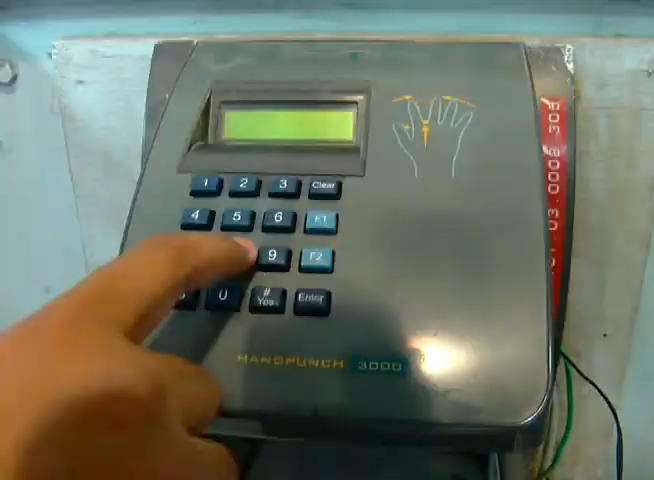 1 2 3 Clear
4 5 6 F1
9 F2
0 # Yes Enter
HANDPUNCH 3000